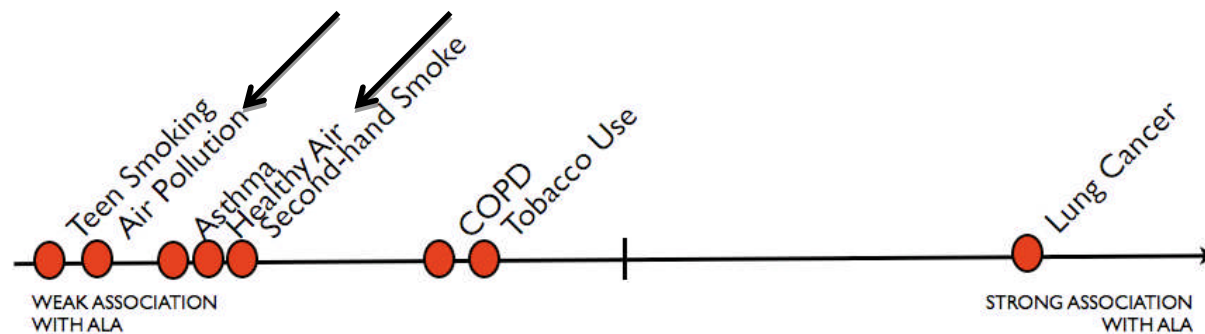 Teen Smoking
Air Pollution
Asthma
Healthy Air
Second-hand Smoke
COPD
Tobacco Use
Lung Cancer
WEAK ASSOCIATION
WITH ALA
STRONG ASSOCIATION
WITH ALA